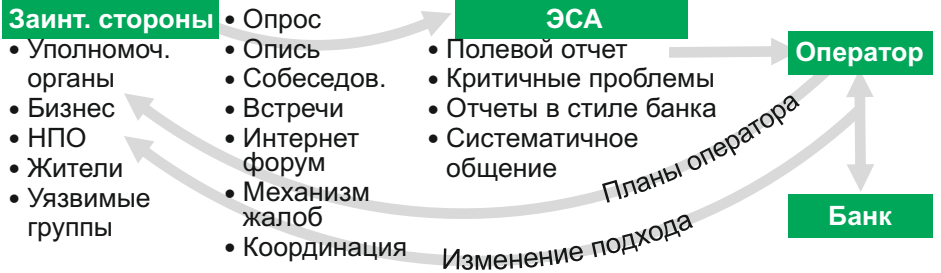 Заинт. стороны
• Уполномоч.
органы
• Бизнес
• НПО
• Жители
• Уязвимые
группы
• Опрос
• Опись
• Собеседов.
• Встречи
• Интернет
форум
• Механизм
жалоб
• Координация
ЭСА
• Полевой отчет
• Критичные проблемы
• Отчеты в стиле банка
• Систематичное
общение
Оператор
Планы оператора
Изменение подхода
Банк